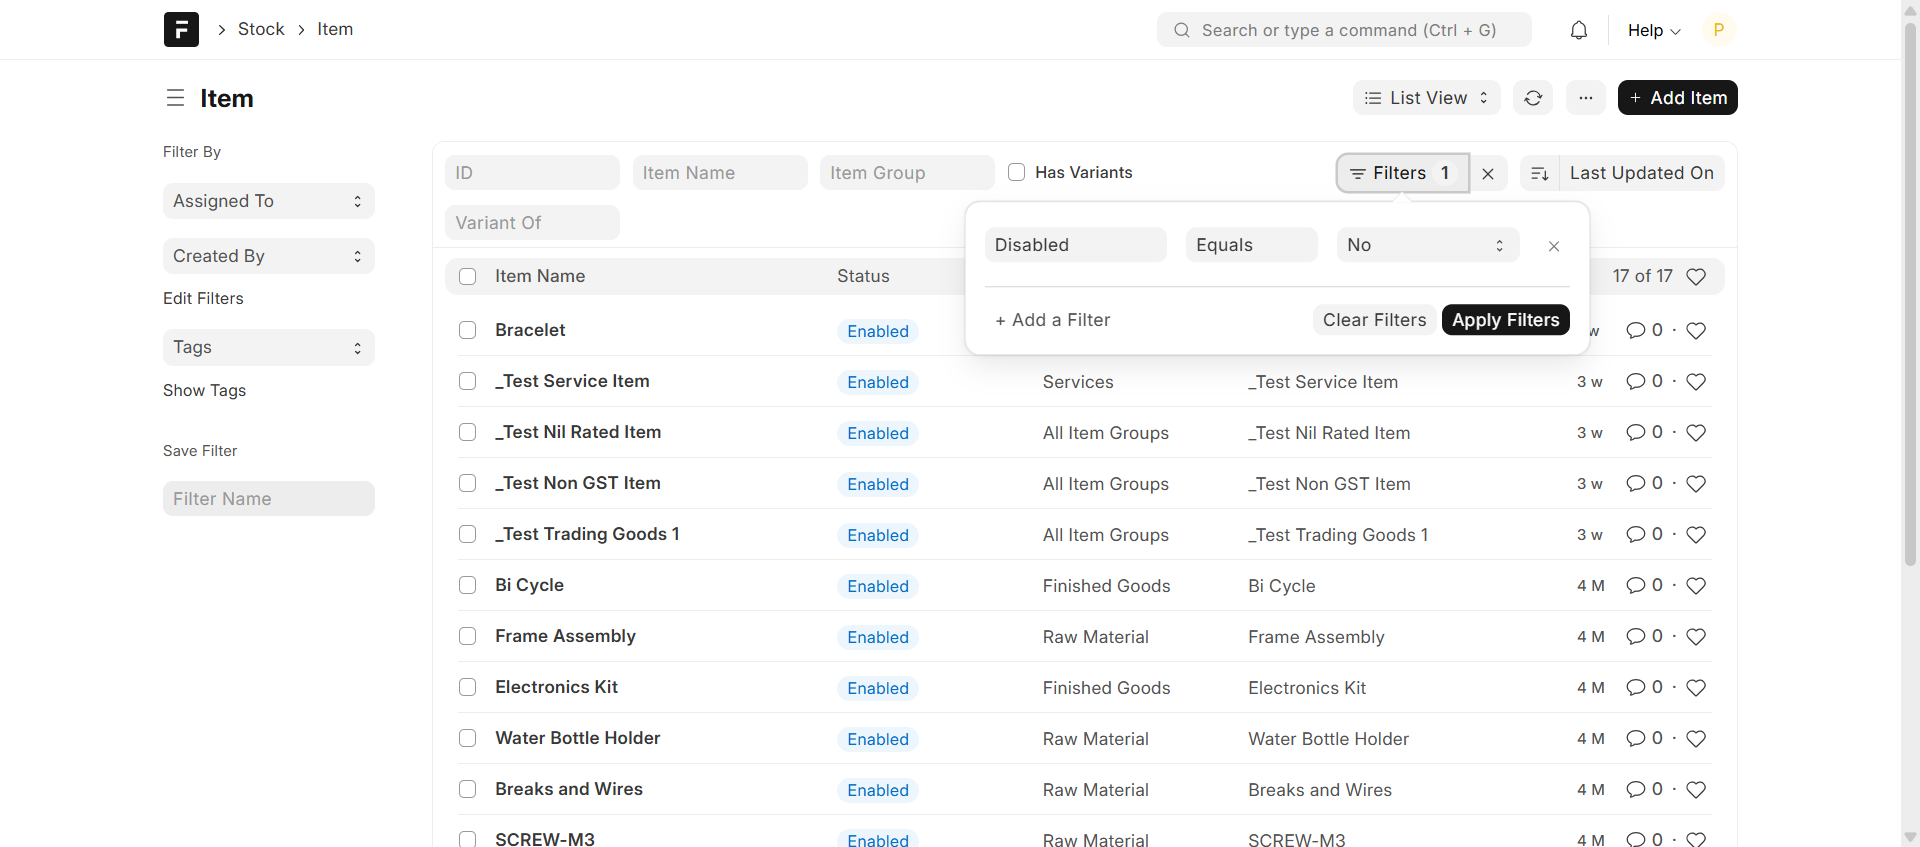 Stock
Item
Search or type a command (Ctrl + G)
Help
P
Item
List View
+ Add Item
Filter By
Assigned To
Created By
Edit Filters
Tags
Show Tags
Save Filter
Filter Name
ID
Item Name
Item Group
Has Variants
Filters 1
Last Updated On
Variant Of
Disabled
Equals
No
+ Add a Filter
Clear Filters
Apply Filters
Item Name
Status
17 of 17
Bracelet Enabled w 0
_Test Service Item Enabled Services _Test Service Item 3 w 0
_Test Nil Rated Item Enabled All Item Groups _Test Nil Rated Item 3 w 0
_Test Non GST Item Enabled All Item Groups _Test Non GST Item 3 w 0
_Test Trading Goods 1 Enabled All Item Groups _Test Trading Goods 1 3 w 0
Bi Cycle Enabled Finished Goods Bi Cycle 4 M 0
Frame Assembly Enabled Raw Material Frame Assembly 4 M 0
Electronics Kit Enabled Finished Goods Electronics Kit 4 M 0
Water Bottle Holder Enabled Raw Material Water Bottle Holder 4 M 0
Breaks and Wires Enabled Raw Material Breaks and Wires 4 M 0
SCREW-M3 Enabled Raw Material SCREW-M3 4 M 0